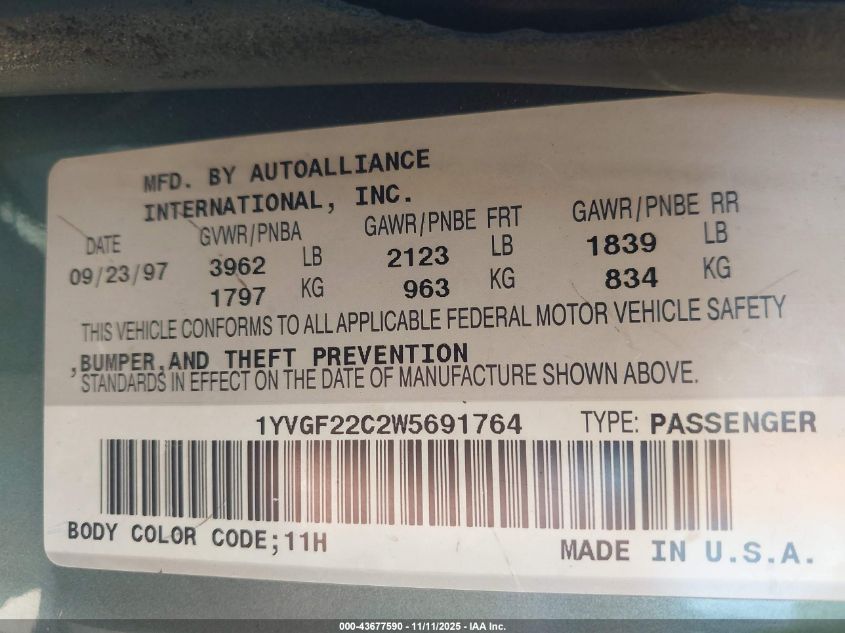 MFD. BY AUTOALLIANCE
INTERNATIONAL, INC.
DATE GVWR/PNBA GAWR/PNBE FRT GAWR/PNBE RR
09/23/97 3962 LB 2123 LB 1839 LB
1797 KG 963 KG 834 KG
THIS VEHICLE CONFORMS TO ALL APPLICABLE FEDERAL MOTOR VEHICLE SAFETY
,BUMPER,AND THEFT PREVENTION
STANDARDS IN EFFECT ON THE DATE OF MANUFACTURE SHOWN ABOVE.
1YVGF22C2W5691764 TYPE: PASSENGER
BODY COLOR CODE;11H MADE IN U.S.A.
000-43677590 - 11/11/2025 - IAA Inc.